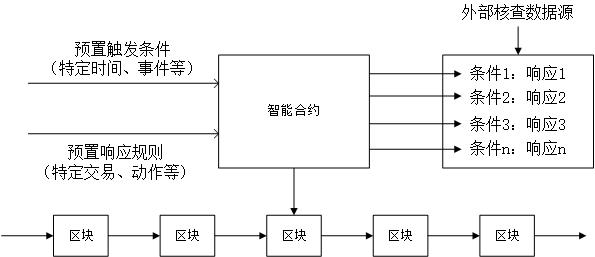 外部核查数据源
预置触发条件
（特定时间、事件等）
智能合约
条件1：响应1
条件2：响应2
条件3：响应3
条件n：响应n
预置响应规则
（特定交易、动作等）
区块
区块
区块
区块
区块